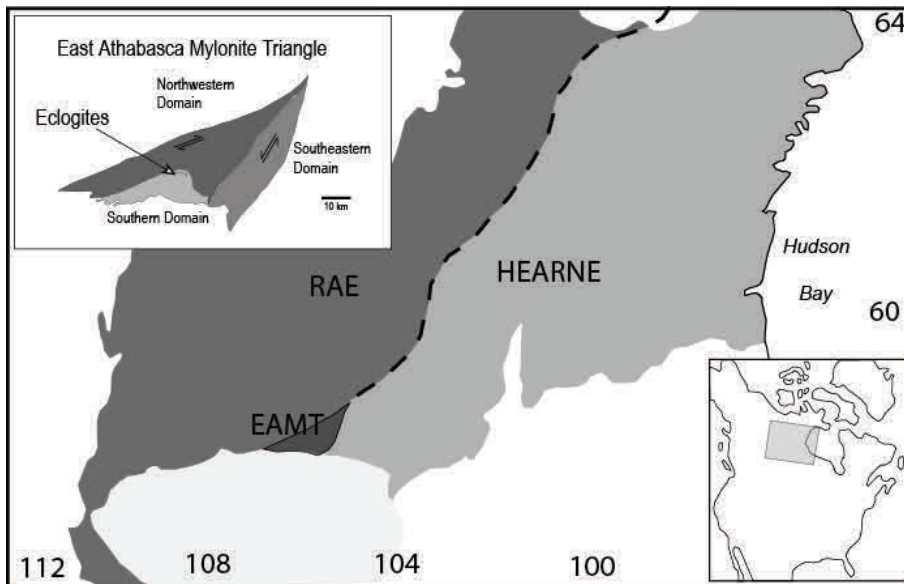 East Athabasca Mylonite Triangle
Northwestern
Domain
Eclogites
Southeastern
Domain
10 km
Southern Domain
64
RAE
HEARNE
Hudson
Bay
60
EAMT
112
108
104
100